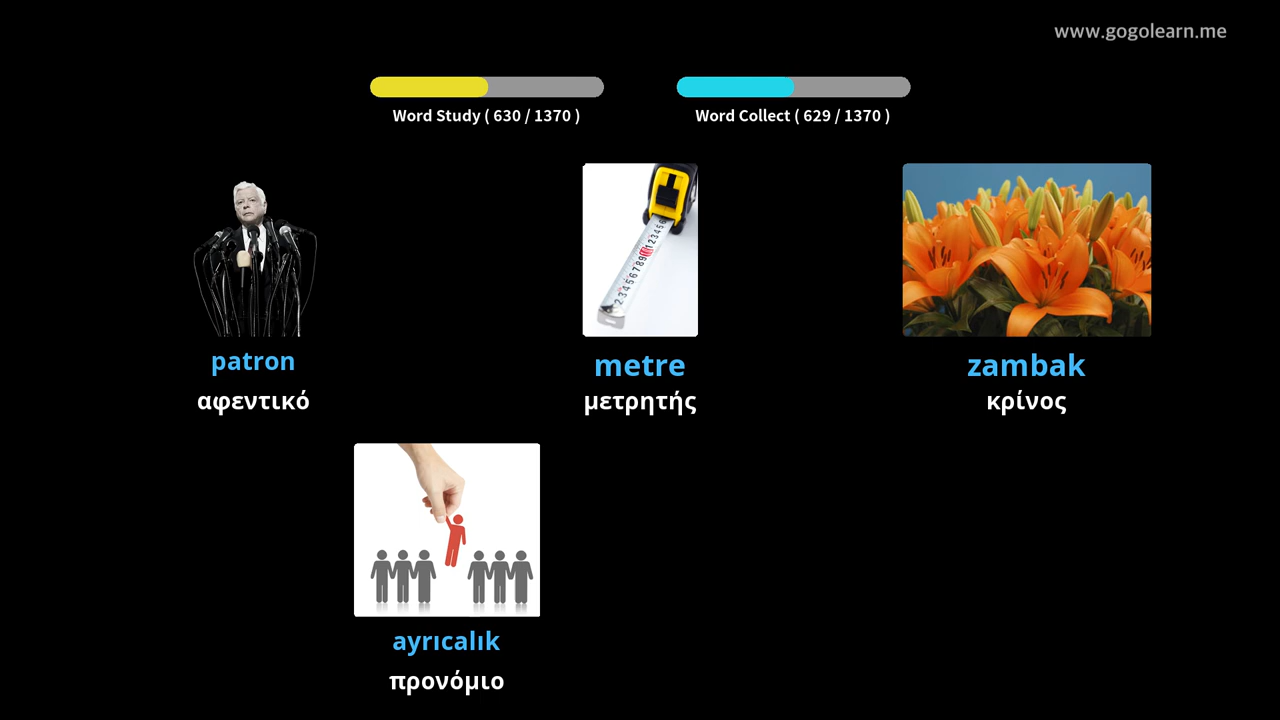 www.gogolearn.me
Word Study ( 630 / 1370 )
Word Collect ( 629 / 1370 )
patron
αφεντικό
metre
μετρητής
zambak
κρίνος
ayrıcalık
προνόμιο